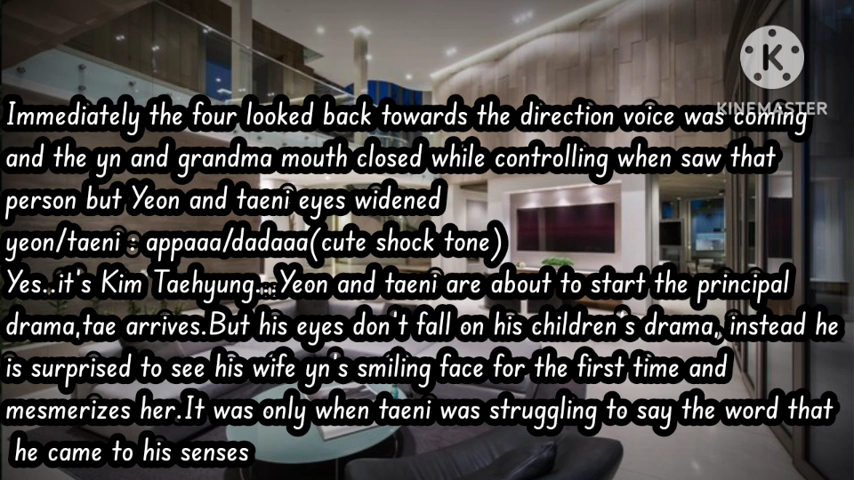 K
KINEMASTER
Immediately the four looked back towards the direction voice was coming
and the yn and grandma mouth closed while controlling when saw that
person but Yeon and taeni eyes widened
yeon/taeni : appaaa/dadaaa(cute shock tone)
Yes..it's Kim Taehyung...Yeon and taeni are about to start the principal
drama,tae arrives.But his eyes don't fall on his children's drama, instead he
is surprised to see his wife yn's smiling face for the first time and
mesmerizes her.It was only when taeni was struggling to say the word that
he came to his senses